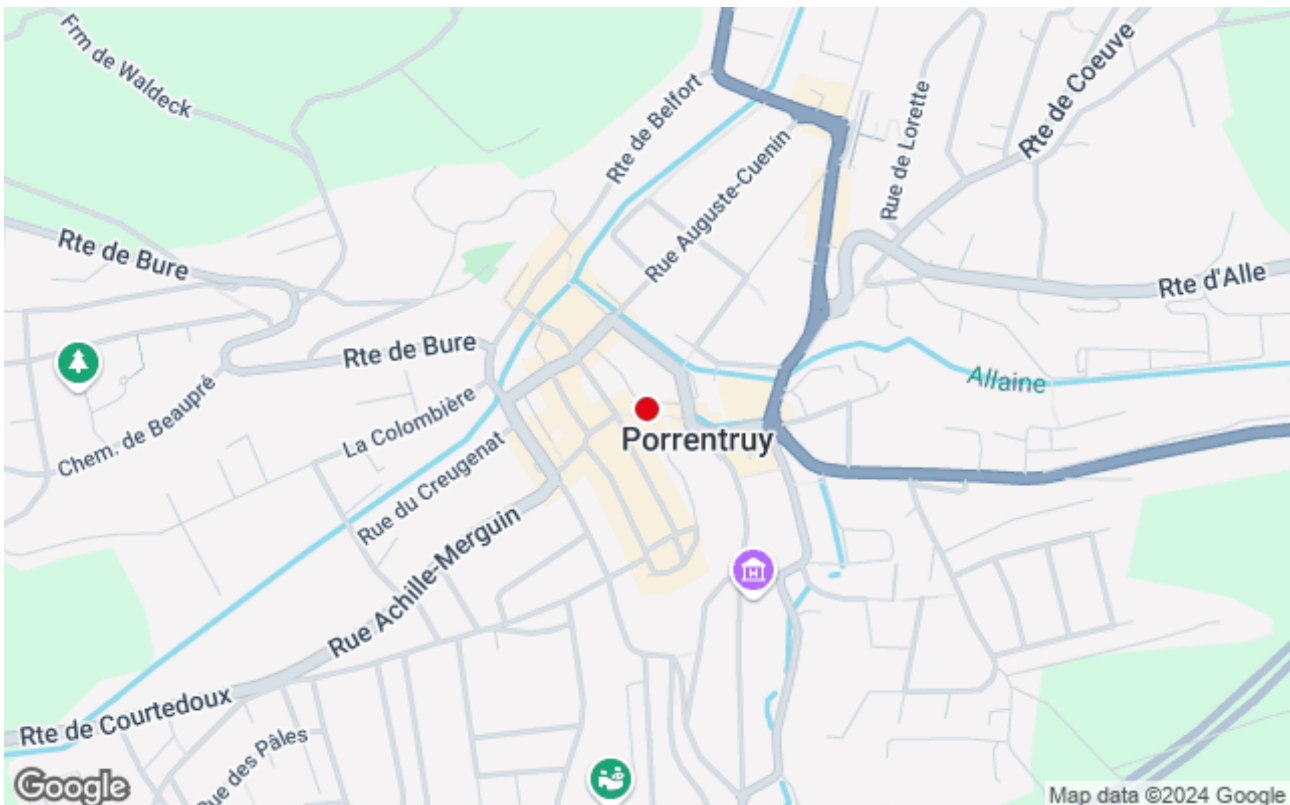 Frm de Waldeck
Rte de Belfort
Rte de Coeuve
Rue de Lorette
Rue Auguste-Cuenin
Rte de Bure
Rte d'Alle
Rte de Bure
Allaine
Chem. de Beaupré
La Colombière
Porrentruy
Rue du Creugenat
Rue Achille-Merguin
Rte de Courtedoux
Rue des Pâles
Google
Map data ©2024 Google